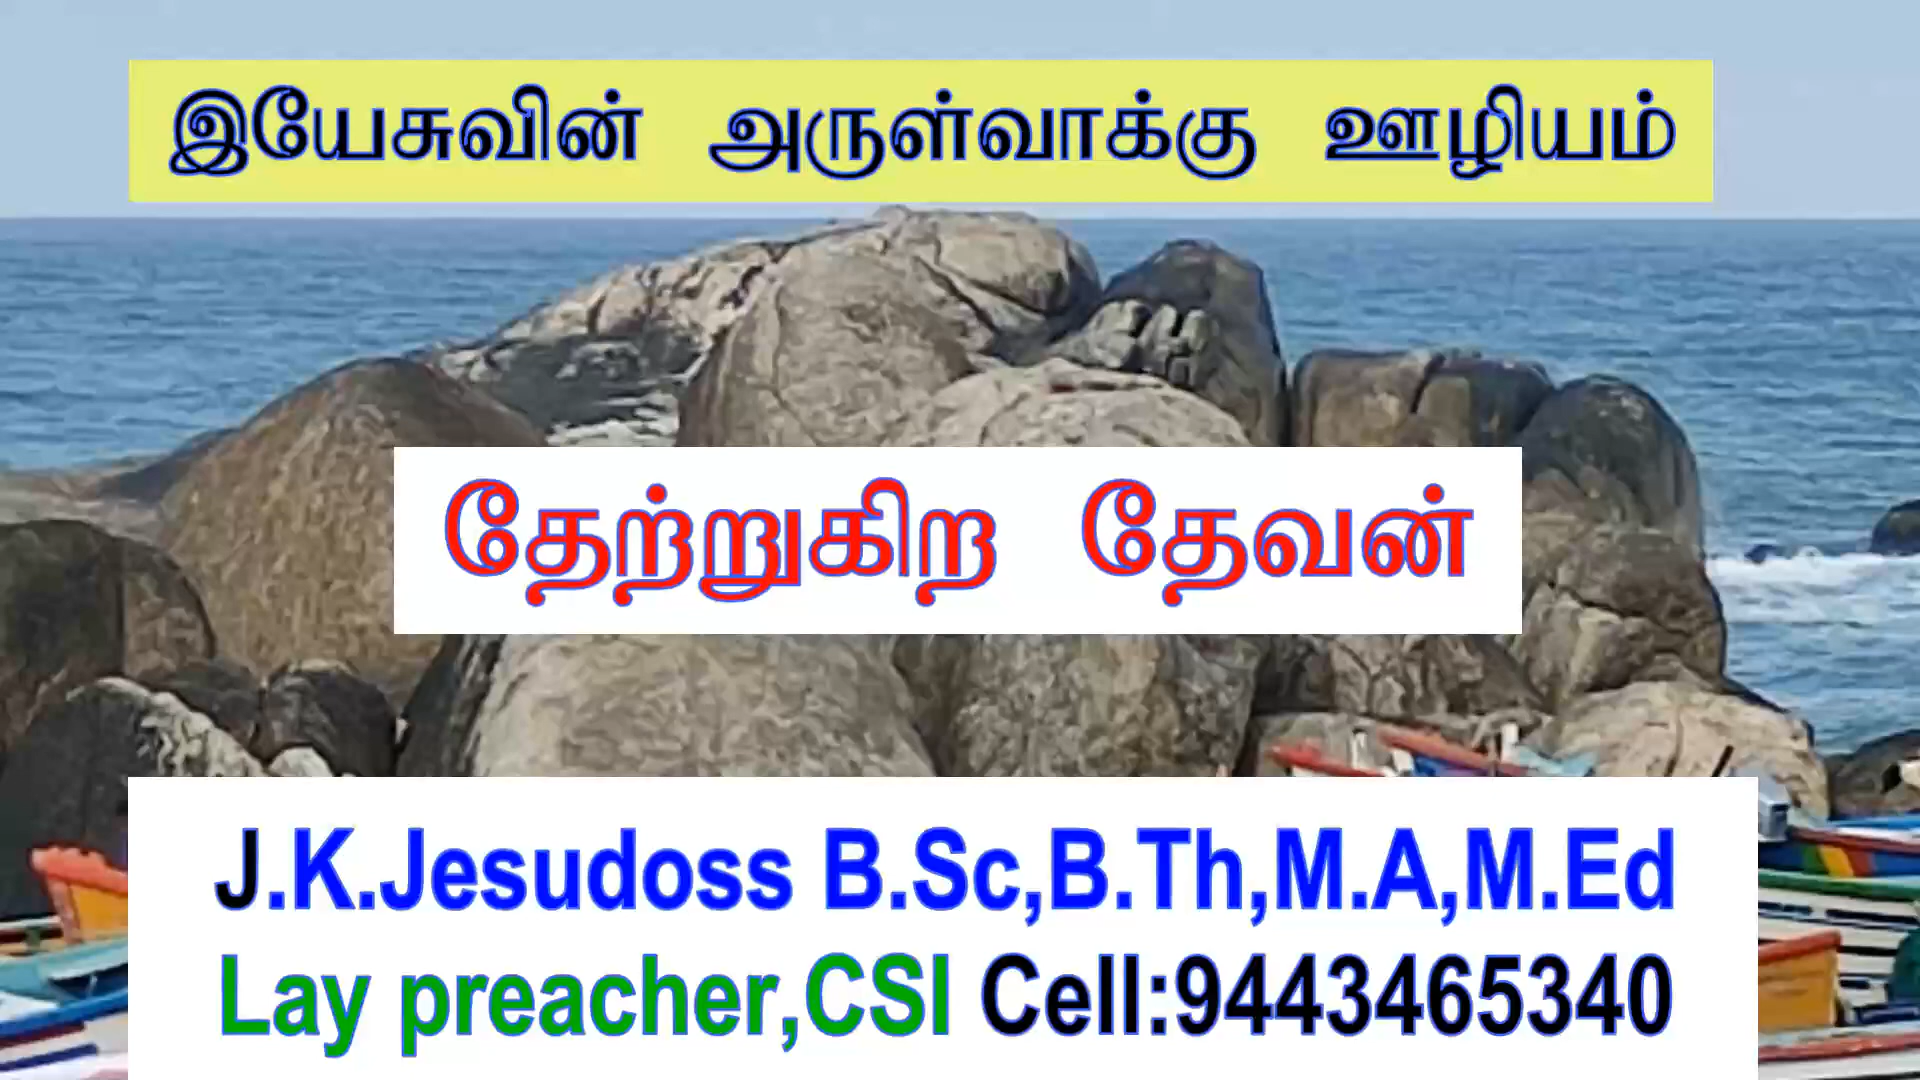 இயேசுவின் அருள்வாக்கு ஊழியம்
தேற்றுகிற தேவன்
J.K.Jesudoss B.Sc,B.Th,M.A,M.Ed
Lay preacher,CSI Cell:9443465340